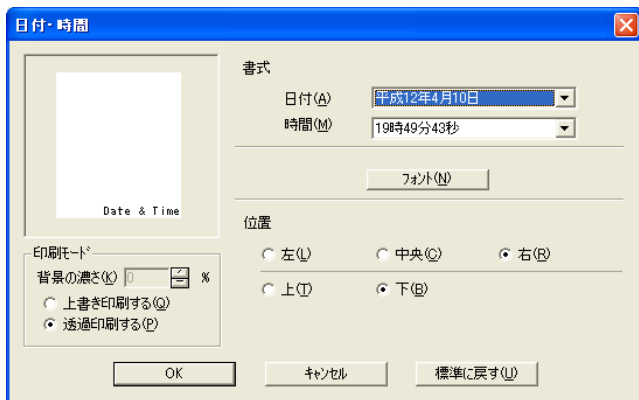 日付・時間
書式
日付(A) 平成12年4月10日
時間(M) 19時49分43秒
フォント(N)
Date & Time
位置
左(L) 中央(C) 右(R)
上(T) 下(B)
印刷モード
背景の濃さ(K) 0 %
上書き印刷する(O)
透過印刷する(P)
OK キャンセル 標準に戻す(U)